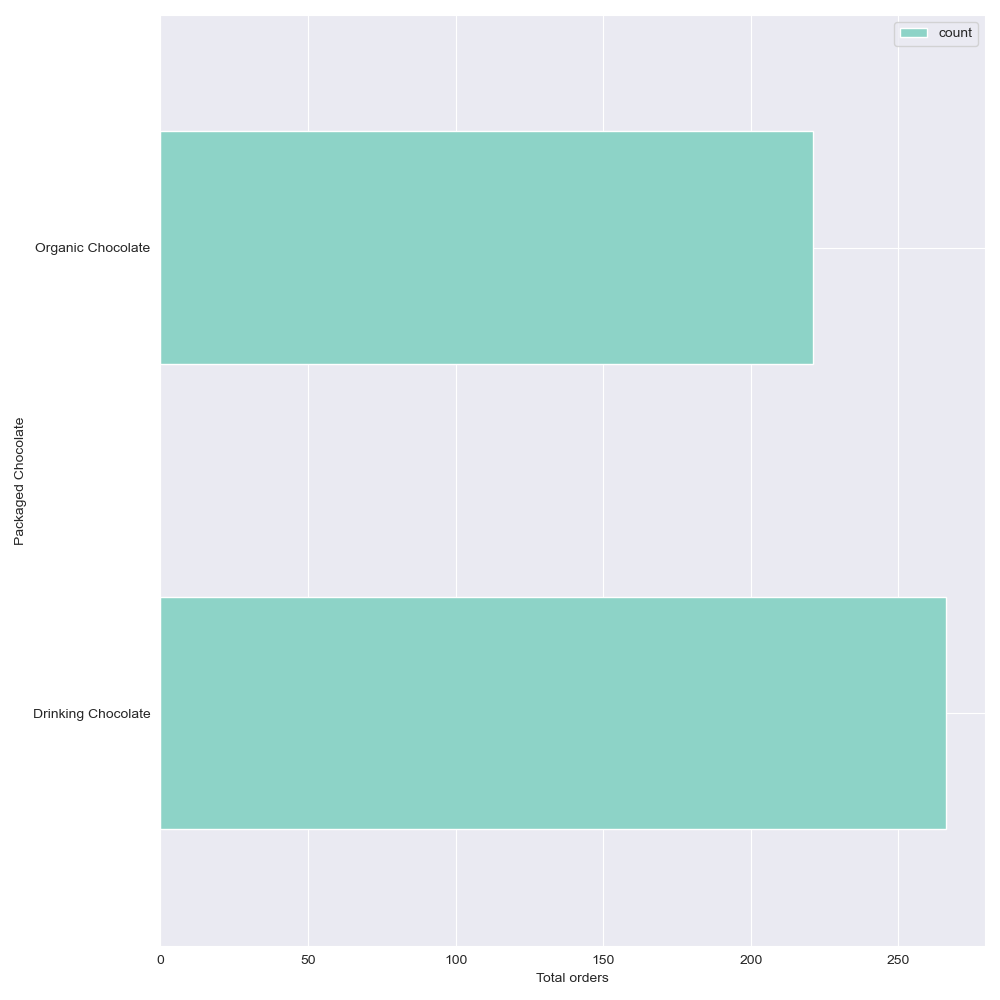 count
Organic Chocolate
Packaged Chocolate
Drinking Chocolate
0 50 100 150 200 250
Total orders